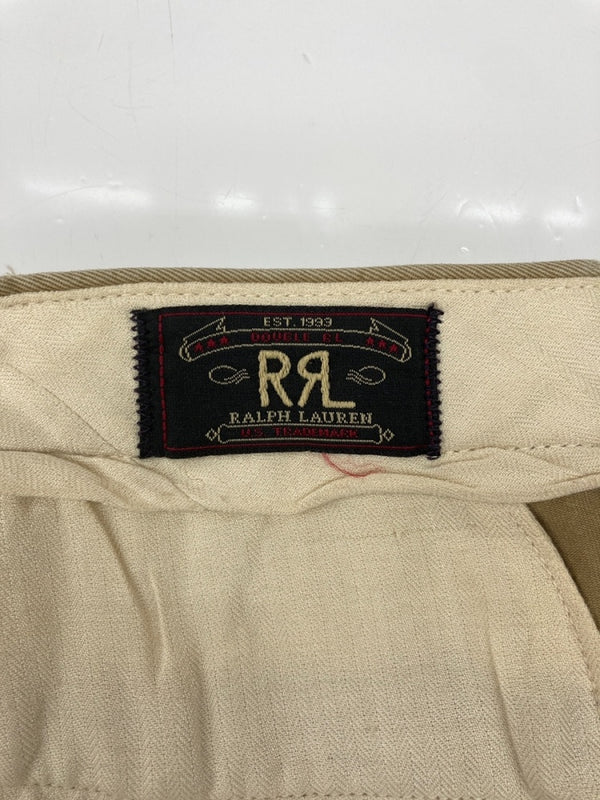 EST. 1993
DOUBLE RL
RRL
RALPH LAUREN
U.S. TRADEMARK